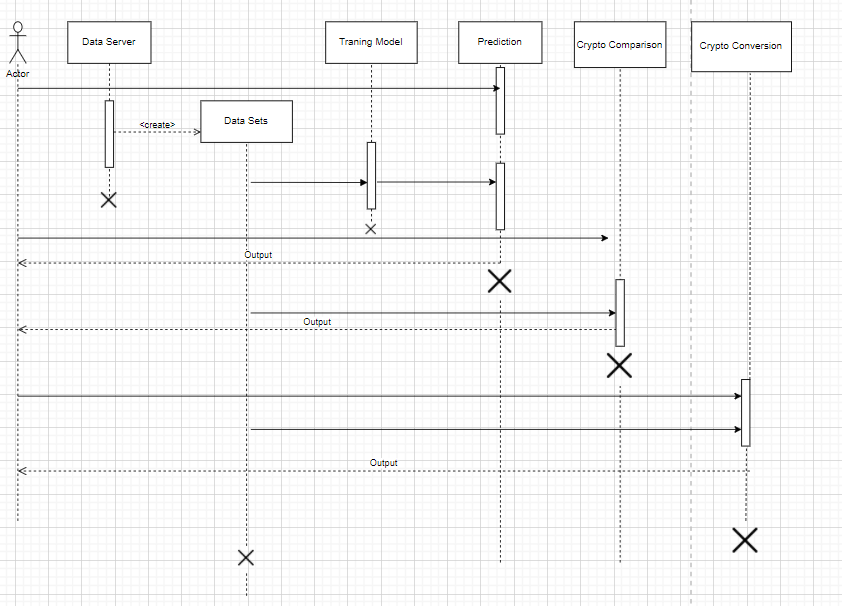 Data Server
Traning Model
Prediction
Crypto Comparison
Crypto Conversion
Actor
<create>
Data Sets
Output
Output
Output